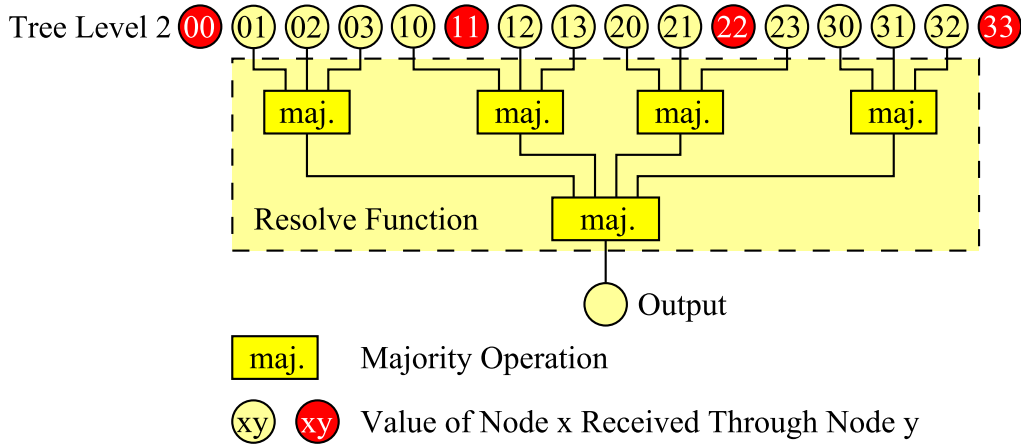 Tree Level 2 00 01 02 03 10 11 12 13 20 21 22 23 30 31 32 33
maj. maj. maj. maj.
Resolve Function maj.
Output
maj. Majority Operation
xy xy Value of Node x Received Through Node y